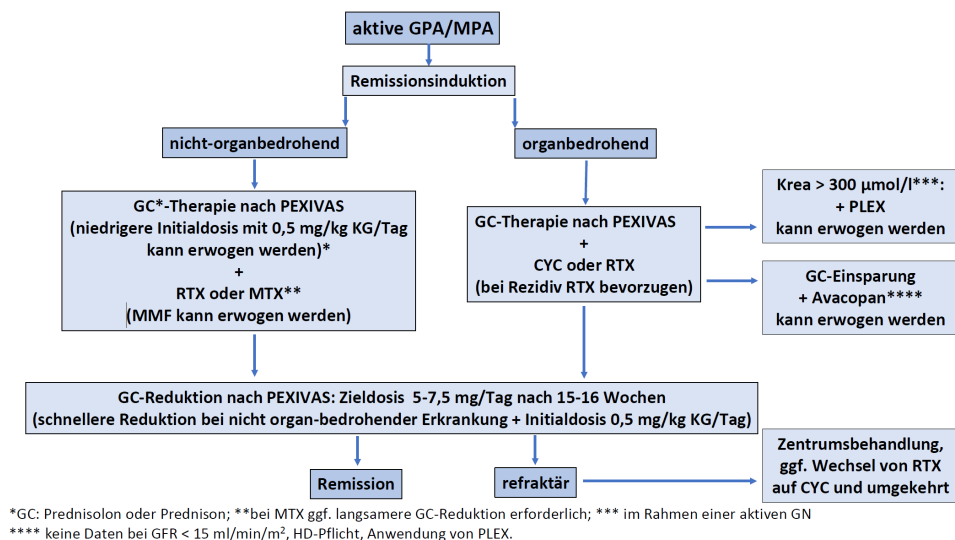 aktive GPA/MPA
Remissionsinduktion
nicht-organbedrohend
organbedrohend
GC*-Therapie nach PEXIVAS
(niedrigere Initialdosis mit 0,5 mg/kg KG/Tag
kann erwogen werden)*
+
RTX oder MTX**
(MMF kann erwogen werden)
GC-Therapie nach PEXIVAS
+
CYC oder RTX
(bei Rezidiv RTX bevorzugen)
Krea > 300 µmol/l***:
+ PLEX
kann erwogen werden
GC-Einsparung
+ Avacopan****
kann erwogen werden
GC-Reduktion nach PEXIVAS: Zieldosis 5-7,5 mg/Tag nach 15-16 Wochen
(schnellere Reduktion bei nicht organ-bedrohender Erkrankung + Initialdosis 0,5 mg/kg KG/Tag)
Remission
refraktär
Zentrumsbehandlung,
ggf. Wechsel von RTX
auf CYC und umgekehrt
*GC: Prednisolon oder Prednison; **bei MTX ggf. langsamere GC-Reduktion erforderlich; *** im Rahmen einer aktiven GN
**** keine Daten bei GFR < 15 ml/min/m², HD-Pflicht, Anwendung von PLEX.